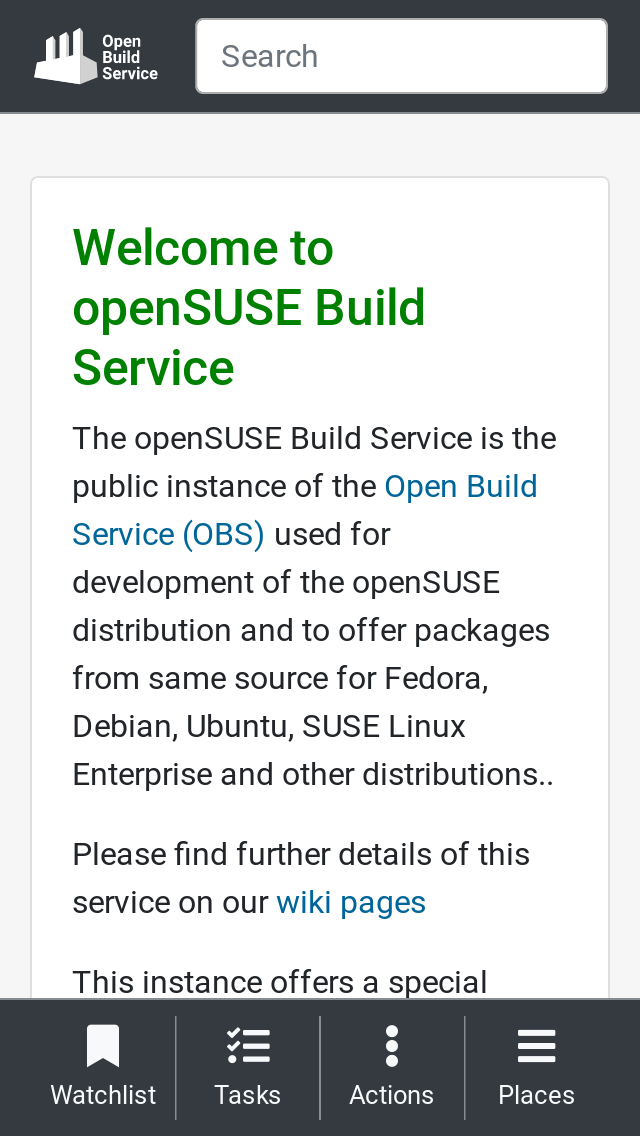 Open
Build
Service
Search
Welcome to
openSUSE Build
Service
The openSUSE Build Service is the
public instance of the Open Build
Service (OBS) used for
development of the openSUSE
distribution and to offer packages
from same source for Fedora,
Debian, Ubuntu, SUSE Linux
Enterprise and other distributions..
Please find further details of this
service on our wiki pages
This instance offers a special
Watchlist
Tasks
Actions
Places